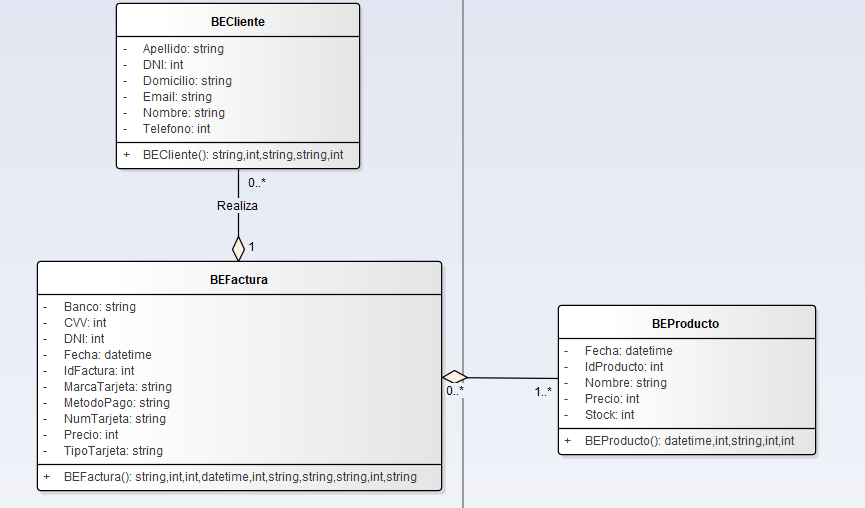 BECliente
- Apellido: string
- DNI: int
- Domicilio: string
- Email: string
- Nombre: string
- Telefono: int
+ BECliente(): string,int,string,string,int
0..*
Realiza
1
BEFactura
- Banco: string
- CVV: int
- DNI: int
- Fecha: datetime
- IdFactura: int
- MarcaTarjeta: string
- MetodoPago: string
- NumTarjeta: string
- Precio: int
- TipoTarjeta: string
+ BEFactura(): string,int,int,datetime,int,string,string,string,int,string
0..*
1..*
BEProducto
- Fecha: datetime
- IdProducto: int
- Nombre: string
- Precio: int
- Stock: int
+ BEProducto(): datetime,int,string,int,int